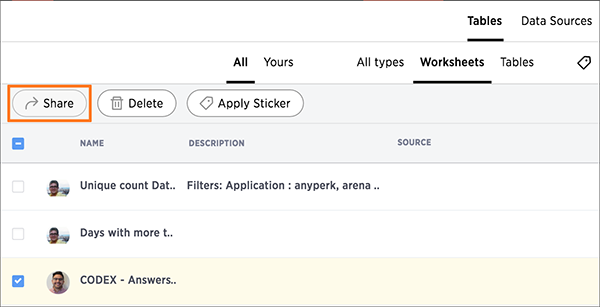 Tables Data Sources
All Yours All types Worksheets Tables
Share Delete Apply Sticker
NAME DESCRIPTION SOURCE
Unique count Dat.. Filters: Application : anyperk, arena ..
Days with more t..
CODEX - Answers..